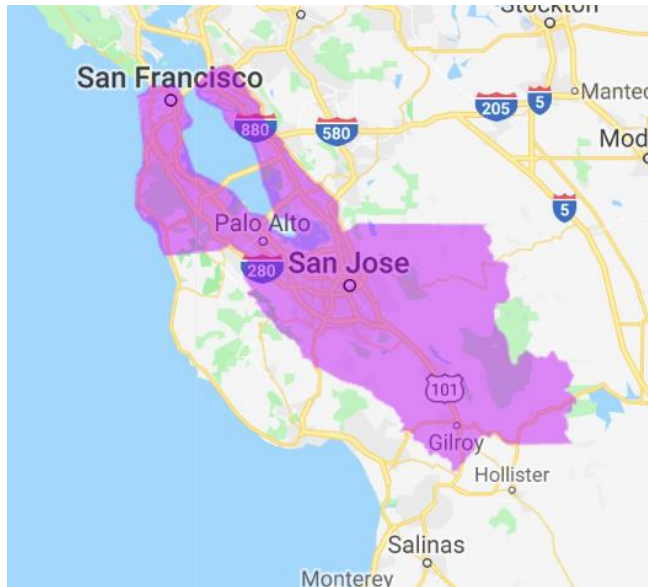 Stockton
San Francisco
Mantec
205
5
880
580
Mod
5
Palo Alto
280
San Jose
101
Gilroy
Hollister
Salinas
Monterey